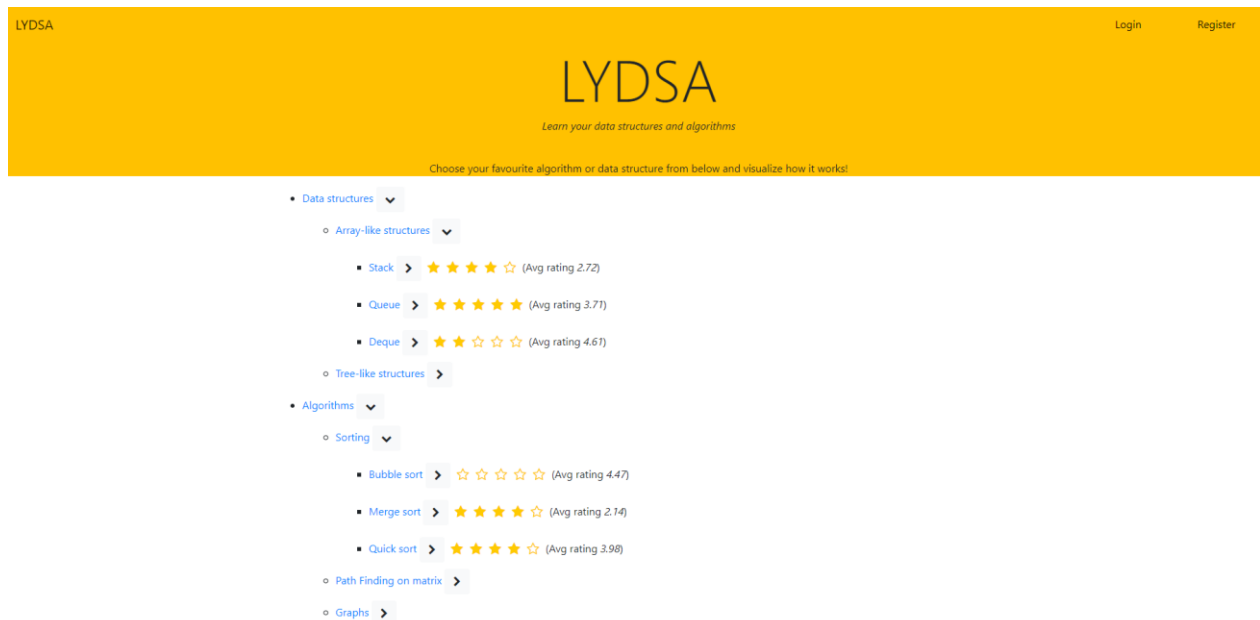 LYDSA Login Register
LYDSA
Learn your data structures and algorithms
Choose your favourite algorithm or data structure from below and visualize how it works!
Data structures
Array-like structures
Stack (Avg rating 2.72)
Queue (Avg rating 3.71)
Deque (Avg rating 4.61)
Tree-like structures
Algorithms
Sorting
Bubble sort (Avg rating 4.47)
Merge sort (Avg rating 2.14)
Quick sort (Avg rating 3.98)
Path Finding on matrix
Graphs